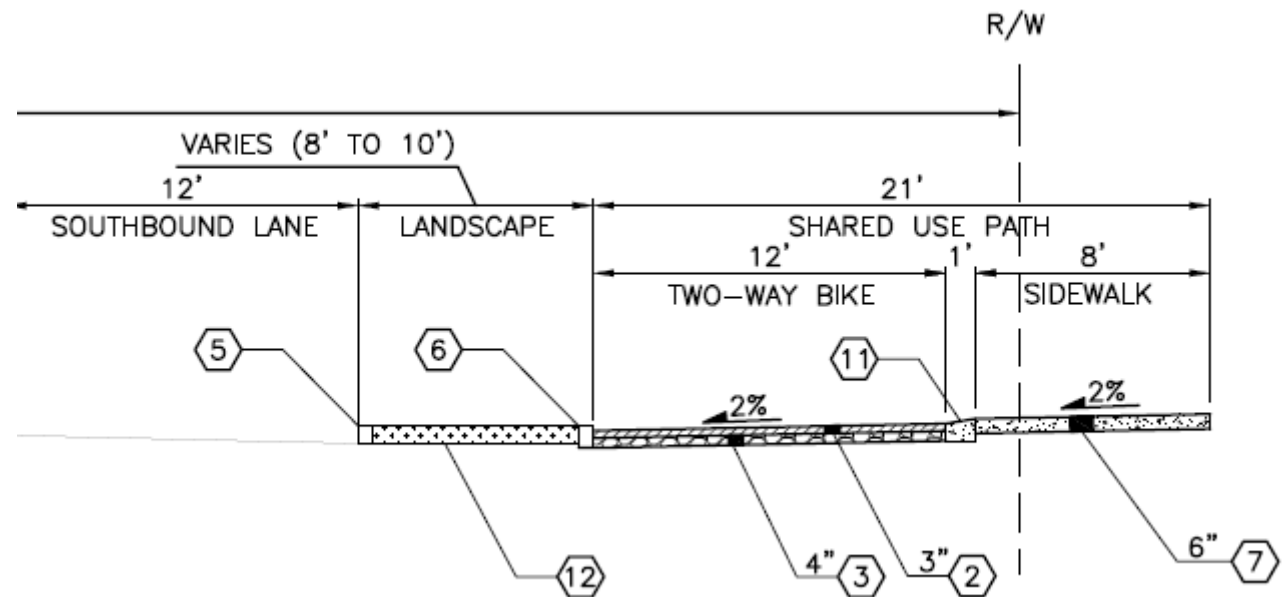 R/W
VARIES (8' TO 10')
12' 21'
SOUTHBOUND LANE LANDSCAPE SHARED USE PATH
12' 1' 8'
TWO-WAY BIKE SIDEWALK
5 6 11
2% 2%
4" 3 3" 2 6" 7
12